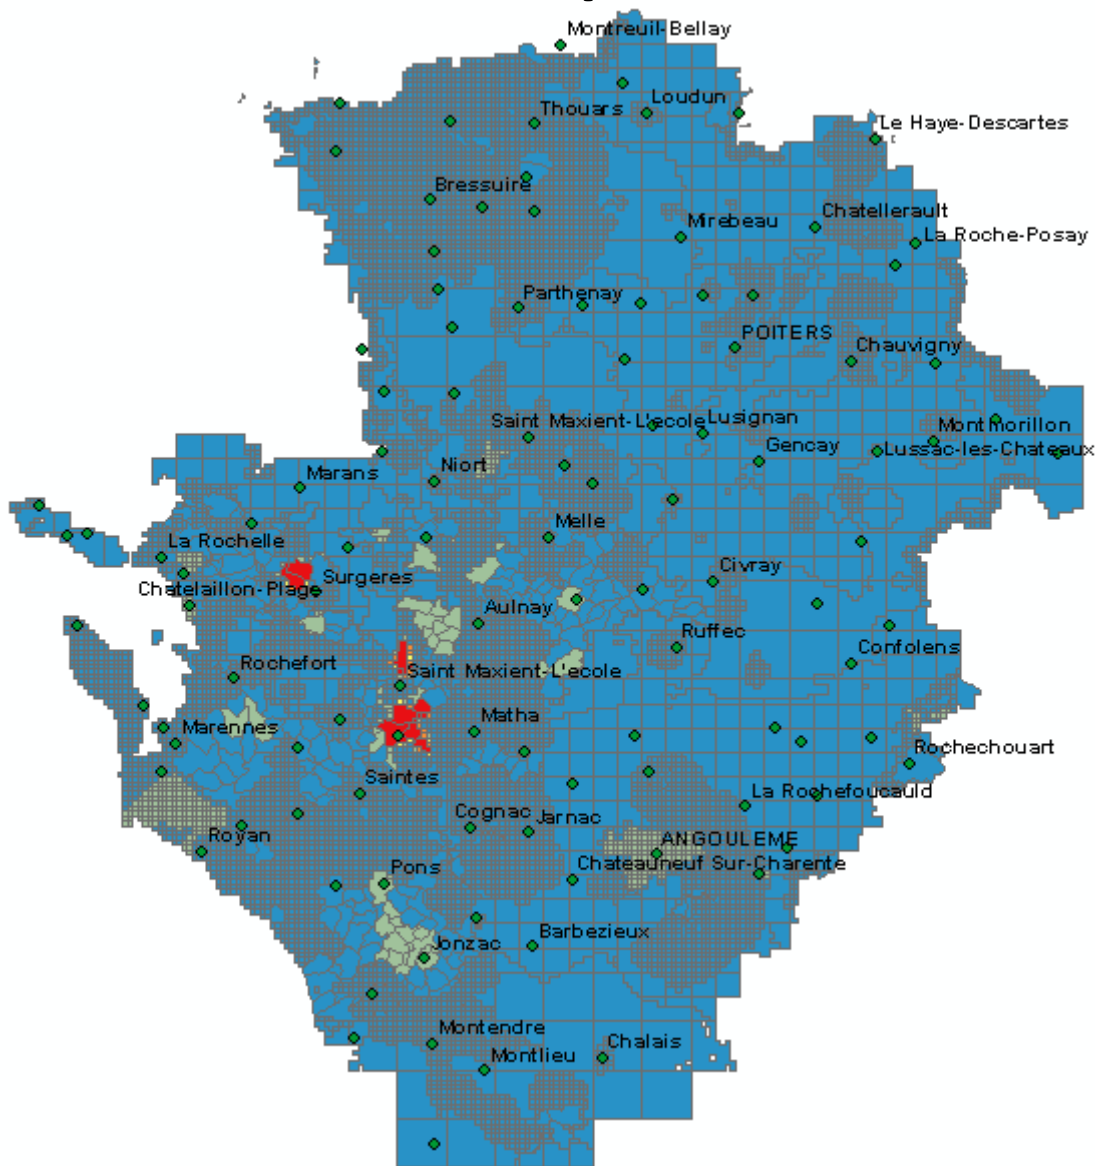 Montreuil-Bellay
Loudun
Thouars
Le Haye-Descartes
Bressuire
Chatellerault
Mirebeau
La Roche-Posay
Parthenay
POITERS
Chauvigny
Saint Maxient-L'ecole
Lusignan
Montmorillon
Gencay
Lussac-les-Chateaux
Niort
Marans
Melle
La Rochelle
Civray
Surgeres
Chatelaillon-Plage
Aulnay
Ruffec
Confolens
Rochefort
Saint Maxient-L'ecole
Matha
Marennes
Rochechouart
Saintes
La Rochefoucauld
Cognac
Jarnac
Royan
ANGOULEME
Chateauneuf Sur-Charente
Pons
Barbezieux
Jonzac
Montendre
Chalais
Montlieu